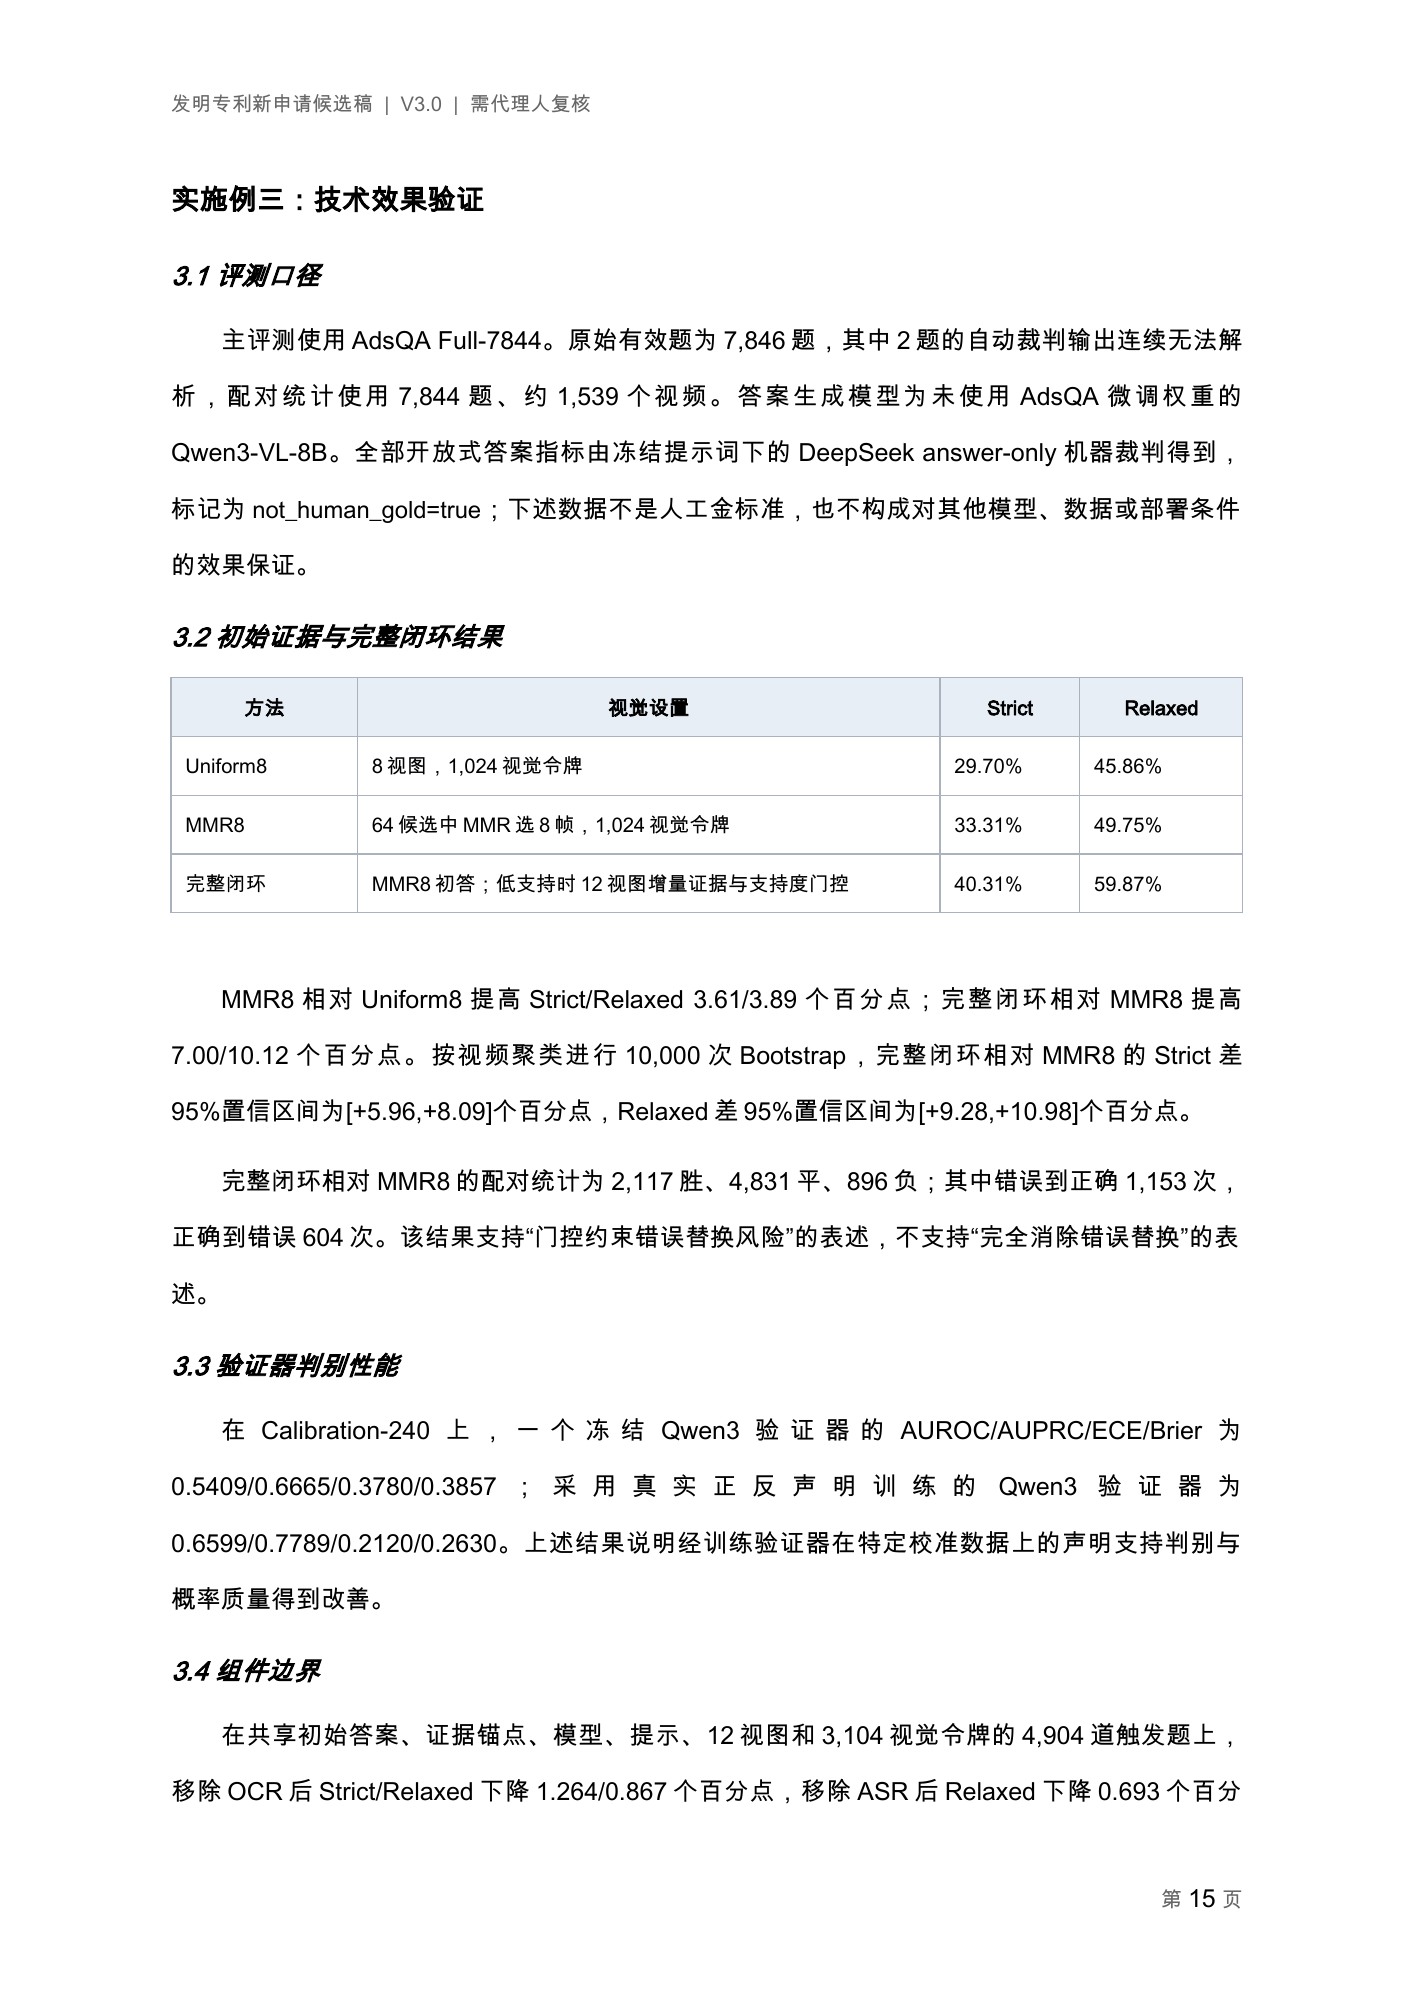 发明专利新申请候选稿 | V3.0 | 需代理人复核
实施例三：技术效果验证
3.1 评测口径
主评测使用 AdsQA Full-7844。原始有效题为 7,846 题，其中 2 题的自动裁判输出连续无法解
析，配对统计使用 7,844 题、约 1,539 个视频。答案生成模型为未使用 AdsQA 微调权重的
Qwen3-VL-8B。全部开放式答案指标由冻结提示词下的 DeepSeek answer-only 机器裁判得到，
标记为 not_human_gold=true；下述数据不是人工金标准，也不构成对其他模型、数据或部署条件
的效果保证。
3.2 初始证据与完整闭环结果
方法 视觉设置 Strict Relaxed
Uniform8 8 视图，1,024 视觉令牌 29.70% 45.86%
MMR8 64 候选中 MMR 选 8 帧，1,024 视觉令牌 33.31% 49.75%
完整闭环 MMR8 初答；低支持时 12 视图增量证据与支持度门控 40.31% 59.87%
MMR8 相对 Uniform8 提高 Strict/Relaxed 3.61/3.89 个百分点；完整闭环相对 MMR8 提高
7.00/10.12 个百分点。按视频聚类进行 10,000 次 Bootstrap，完整闭环相对 MMR8 的 Strict 差
95%置信区间为[+5.96,+8.09]个百分点，Relaxed 差 95%置信区间为[+9.28,+10.98]个百分点。
完整闭环相对 MMR8 的配对统计为 2,117 胜、4,831 平、896 负；其中错误到正确 1,153 次，
正确到错误 604 次。该结果支持“门控约束错误替换风险”的表述，不支持“完全消除错误替换”的表
述。
3.3 验证器判别性能
在 Calibration-240 上，一个冻结 Qwen3 验证器的 AUROC/AUPRC/ECE/Brier 为
0.5409/0.6665/0.3780/0.3857；采用真实正反声明训练的 Qwen3 验证器为
0.6599/0.7789/0.2120/0.2630。上述结果说明经训练验证器在特定校准数据上的声明支持判别与
概率质量得到改善。
3.4 组件边界
在共享初始答案、证据锚点、模型、提示、12 视图和 3,104 视觉令牌的 4,904 道触发题上，
移除 OCR 后 Strict/Relaxed 下降 1.264/0.867 个百分点，移除 ASR 后 Relaxed 下降 0.693 个百分
第 15 页